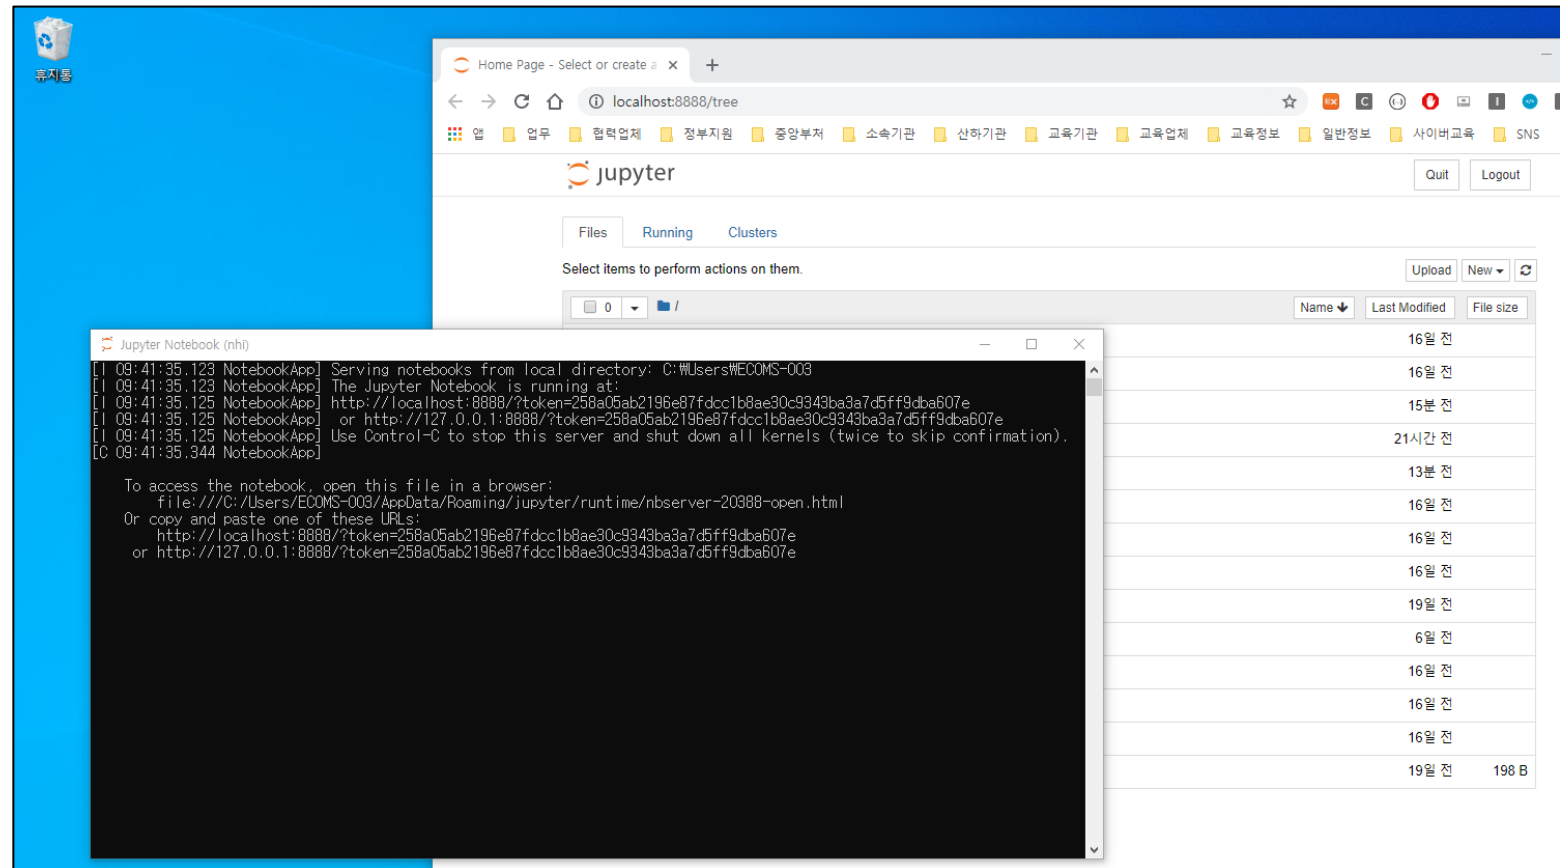 휴지통
Home Page - Select or create a
localhost:8888/tree
앱 업무 협력업체 정부지원 중앙부처 소속기관 산하기관 교육기관 교육업체 교육정보 일반정보 사이버교육 SNS
jupyter
Quit Logout
Files Running Clusters
Select items to perform actions on them.
Upload New
0 /
Name Last Modified File size
16일 전
16일 전
15분 전
21시간 전
13분 전
16일 전
16일 전
16일 전
19일 전
6일 전
16일 전
16일 전
16일 전
19일 전 198 B
Jupyter Notebook (nhi)
[I 09:41:35.123 NotebookApp] Serving notebooks from local directory: C:₩Users₩ECOMS-003
[I 09:41:35.123 NotebookApp] The Jupyter Notebook is running at:
[I 09:41:35.125 NotebookApp] http://localhost:8888/?token=258a05ab2196e87fdcc1b8ae30c9343ba3a7d5ff9dba607e
[I 09:41:35.125 NotebookApp]  or http://127.0.0.1:8888/?token=258a05ab2196e87fdcc1b8ae30c9343ba3a7d5ff9dba607e
[I 09:41:35.125 NotebookApp] Use Control-C to stop this server and shut down all kernels (twice to skip confirmation).
[C 09:41:35.344 NotebookApp]
To access the notebook, open this file in a browser:
file:///C:/Users/ECOMS-003/AppData/Roaming/jupyter/runtime/nbserver-20388-open.html
Or copy and paste one of these URLs:
http://localhost:8888/?token=258a05ab2196e87fdcc1b8ae30c9343ba3a7d5ff9dba607e
or http://127.0.0.1:8888/?token=258a05ab2196e87fdcc1b8ae30c9343ba3a7d5ff9dba607e